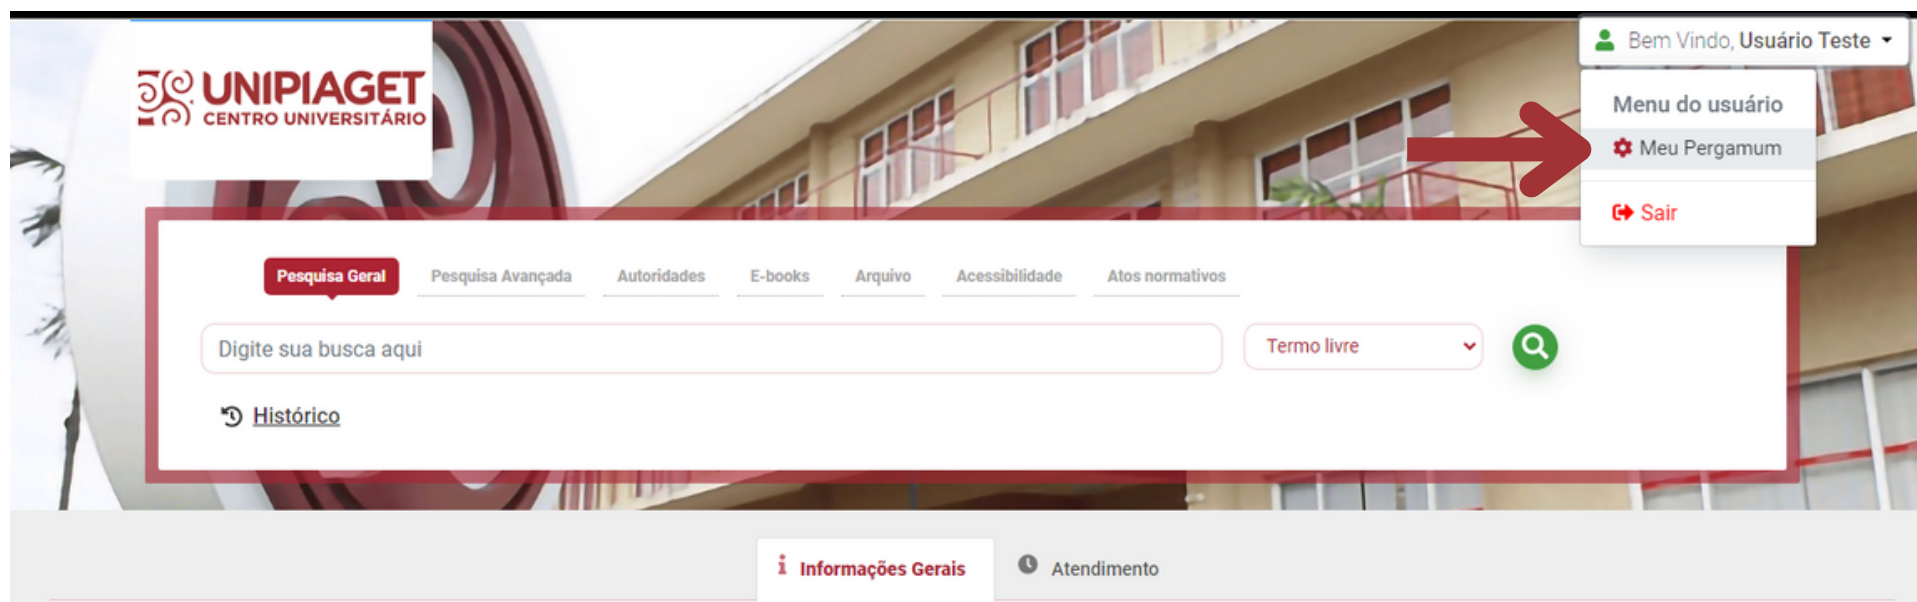 Bem Vindo, Usuário Teste
UNIPIAGET
CENTRO UNIVERSITÁRIO
Menu do usuário
Meu Pergamum
Sair
Pesquisa Geral Pesquisa Avançada Autoridades E-books Arquivo Acessibilidade Atos normativos
Digite sua busca aqui Termo livre
Histórico
Informações Gerais Atendimento